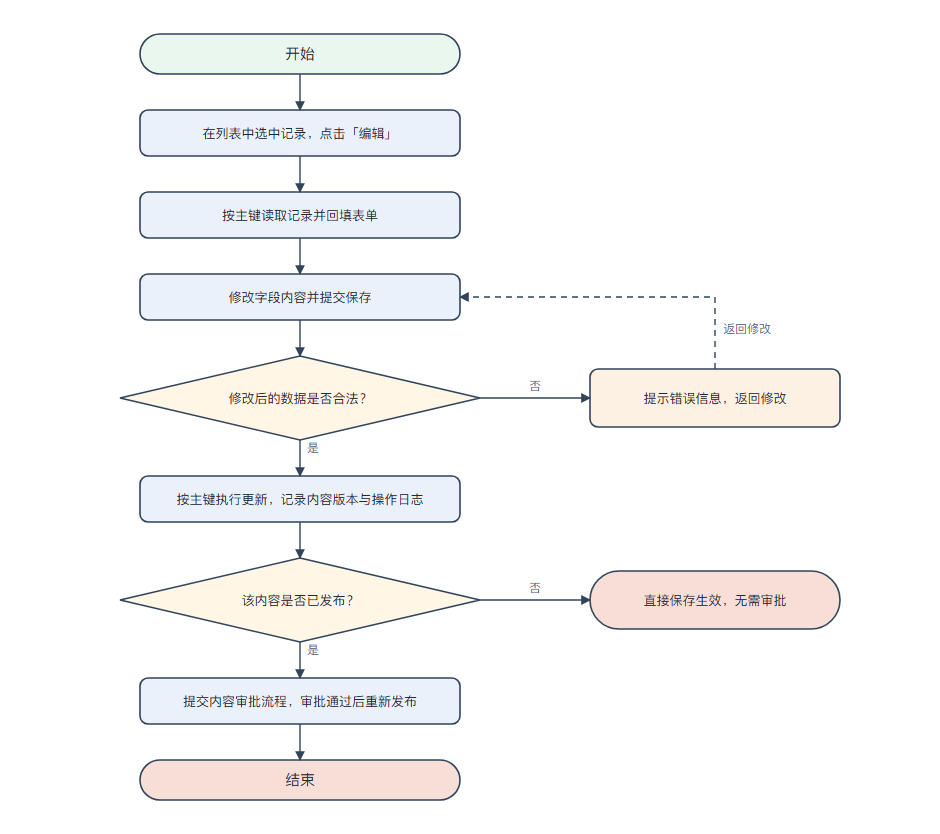 开始
在列表中选中记录，点击「编辑」
按主键读取记录并回填表单
修改字段内容并提交保存
返回修改
修改后的数据是否合法？
否
提示错误信息，返回修改
是
按主键执行更新，记录内容版本与操作日志
该内容是否已发布？
否
直接保存生效，无需审批
是
提交内容审批流程，审批通过后重新发布
结束